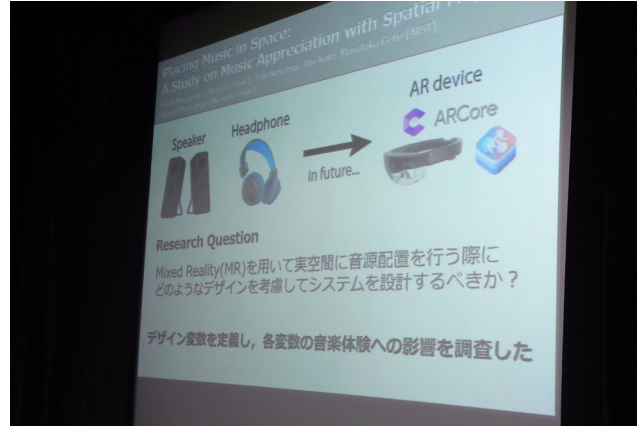 Placing Music in Space:
A Study on Music Appreciation with Spatial
Speaker
Headphone
in future...
AR device
ARCore
Research Question
Mixed Reality(MR)を用いて実空間に音源配置を行う際に
どのようなデザインを考慮してシステムを設計するべきか？
デザイン変数を定義し，各変数の音楽体験への影響を調査した